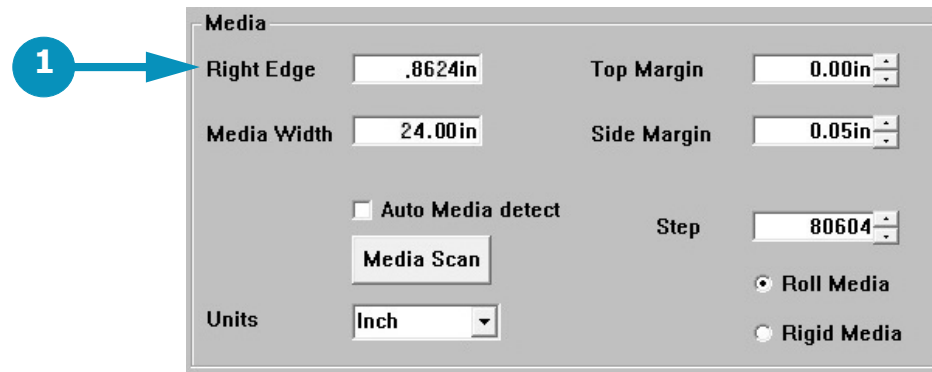 Media
1
Right Edge .8624in Top Margin 0.00in
Media Width 24.00in Side Margin 0.05in
Auto Media detect
Step 80604
Media Scan
Roll Media
Units Inch
Rigid Media